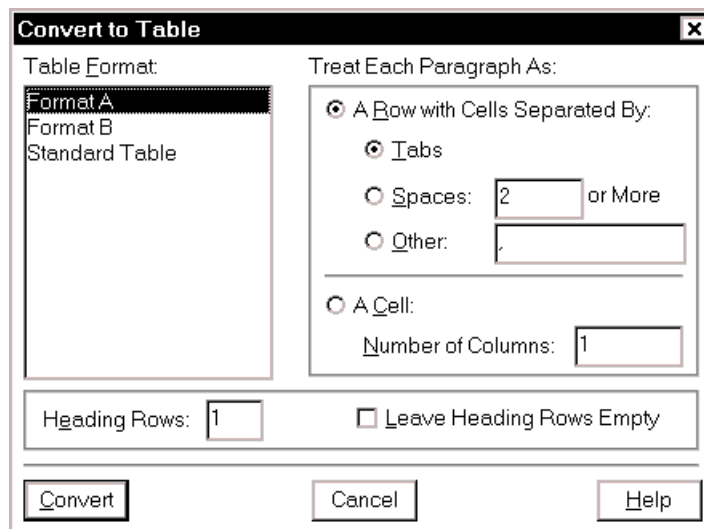 Convert to Table
Table Format:
Format A
Format B
Standard Table
Treat Each Paragraph As:
A Row with Cells Separated By:
Tabs
Spaces: 2 or More
Other: ,
A Cell:
Number of Columns: 1
Heading Rows: 1 Leave Heading Rows Empty
Convert Cancel Help